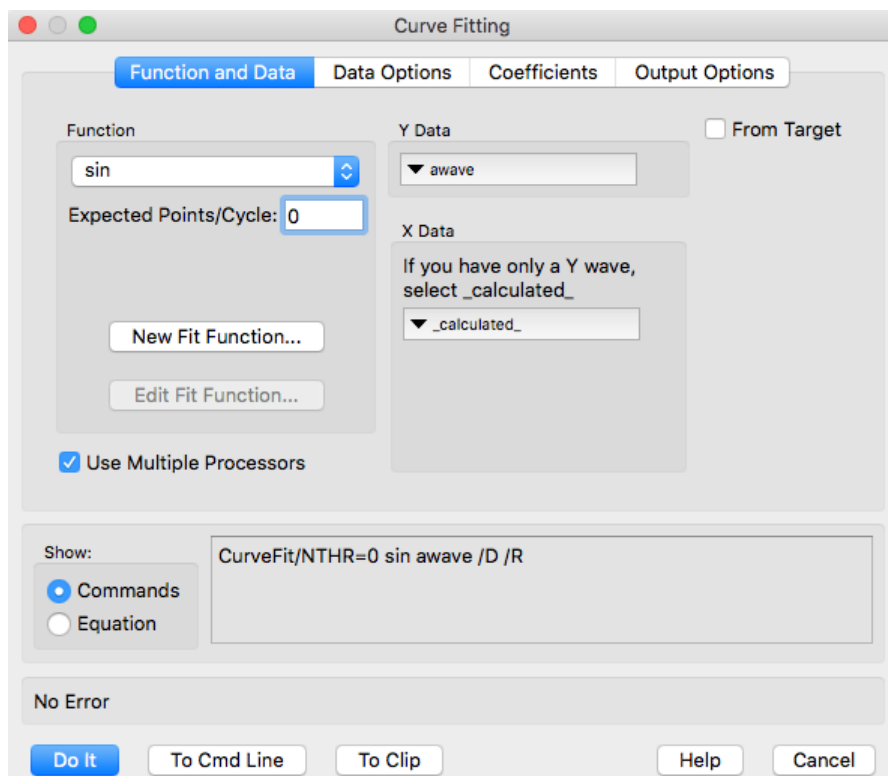 Curve Fitting
Function and Data
Data Options
Coefficients
Output Options
Function
sin
Expected Points/Cycle: 0
New Fit Function...
Edit Fit Function...
Use Multiple Processors
Y Data
awave
From Target
X Data
If you have only a Y wave,
select _calculated_
_calculated_
Show:
Commands
Equation
CurveFit/NTHR=0 sin awave /D /R
No Error
Do It
To Cmd Line
To Clip
Help
Cancel